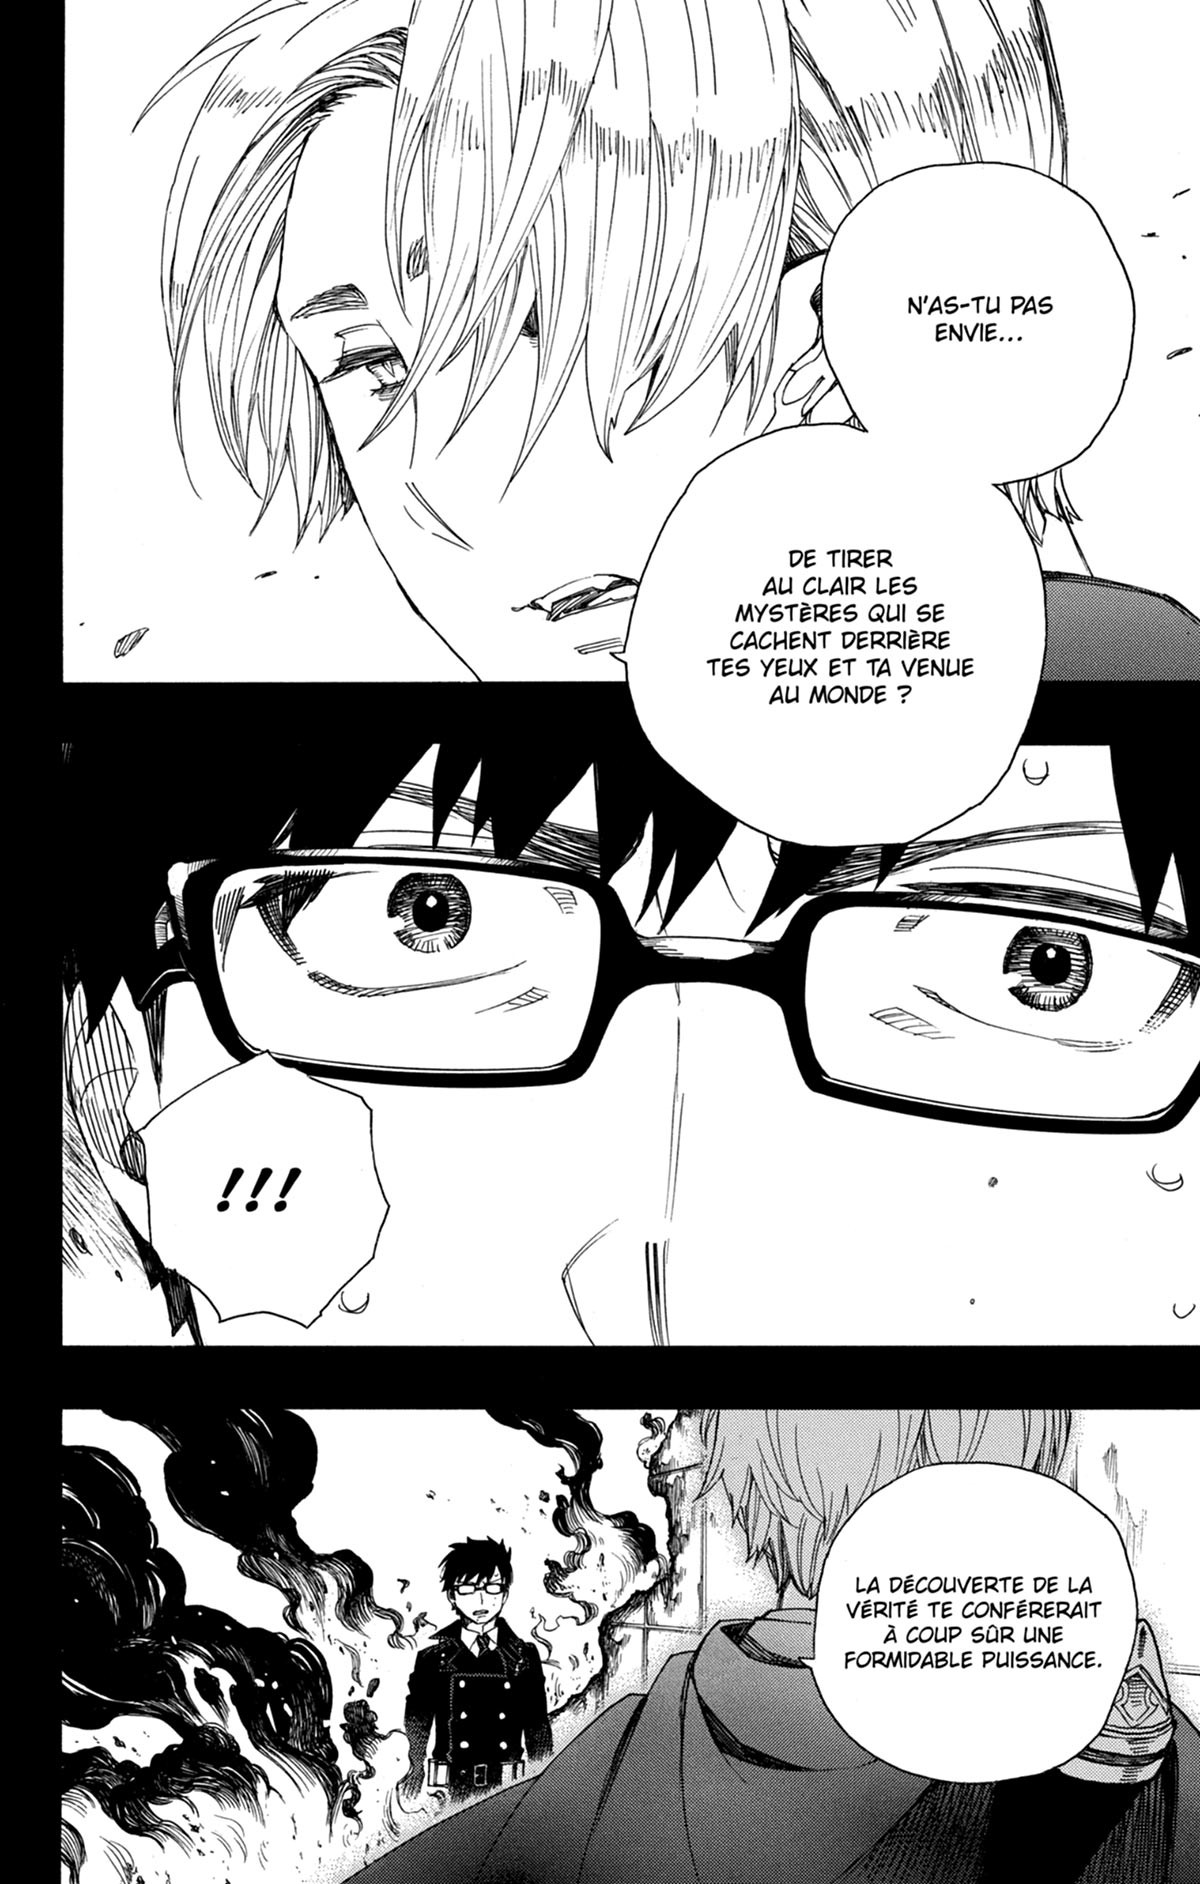 N'AS-TU PAS
ENVIE...
DE TIRER
AU CLAIR LES
MYSTÈRES QUI SE
CACHENT DERRIÈRE
TES YEUX ET TA VENUE
AU MONDE ?
!!!
LA DÉCOUVERTE DE LA
VÉRITÉ TE CONFÉRERAIT
À COUP SÛR UNE
FORMIDABLE PUISSANCE.